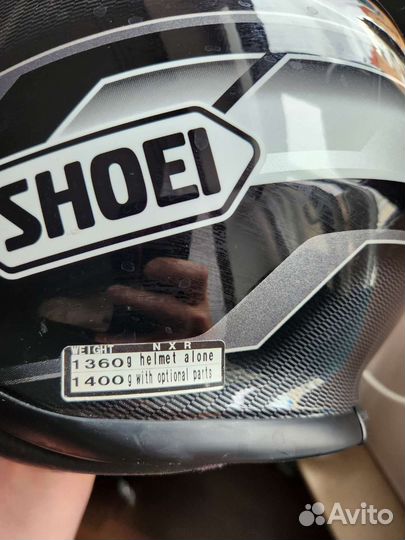 SHOEI
WEIGHT NXR
1360g helmet alone
1400g with optional parts
Avito